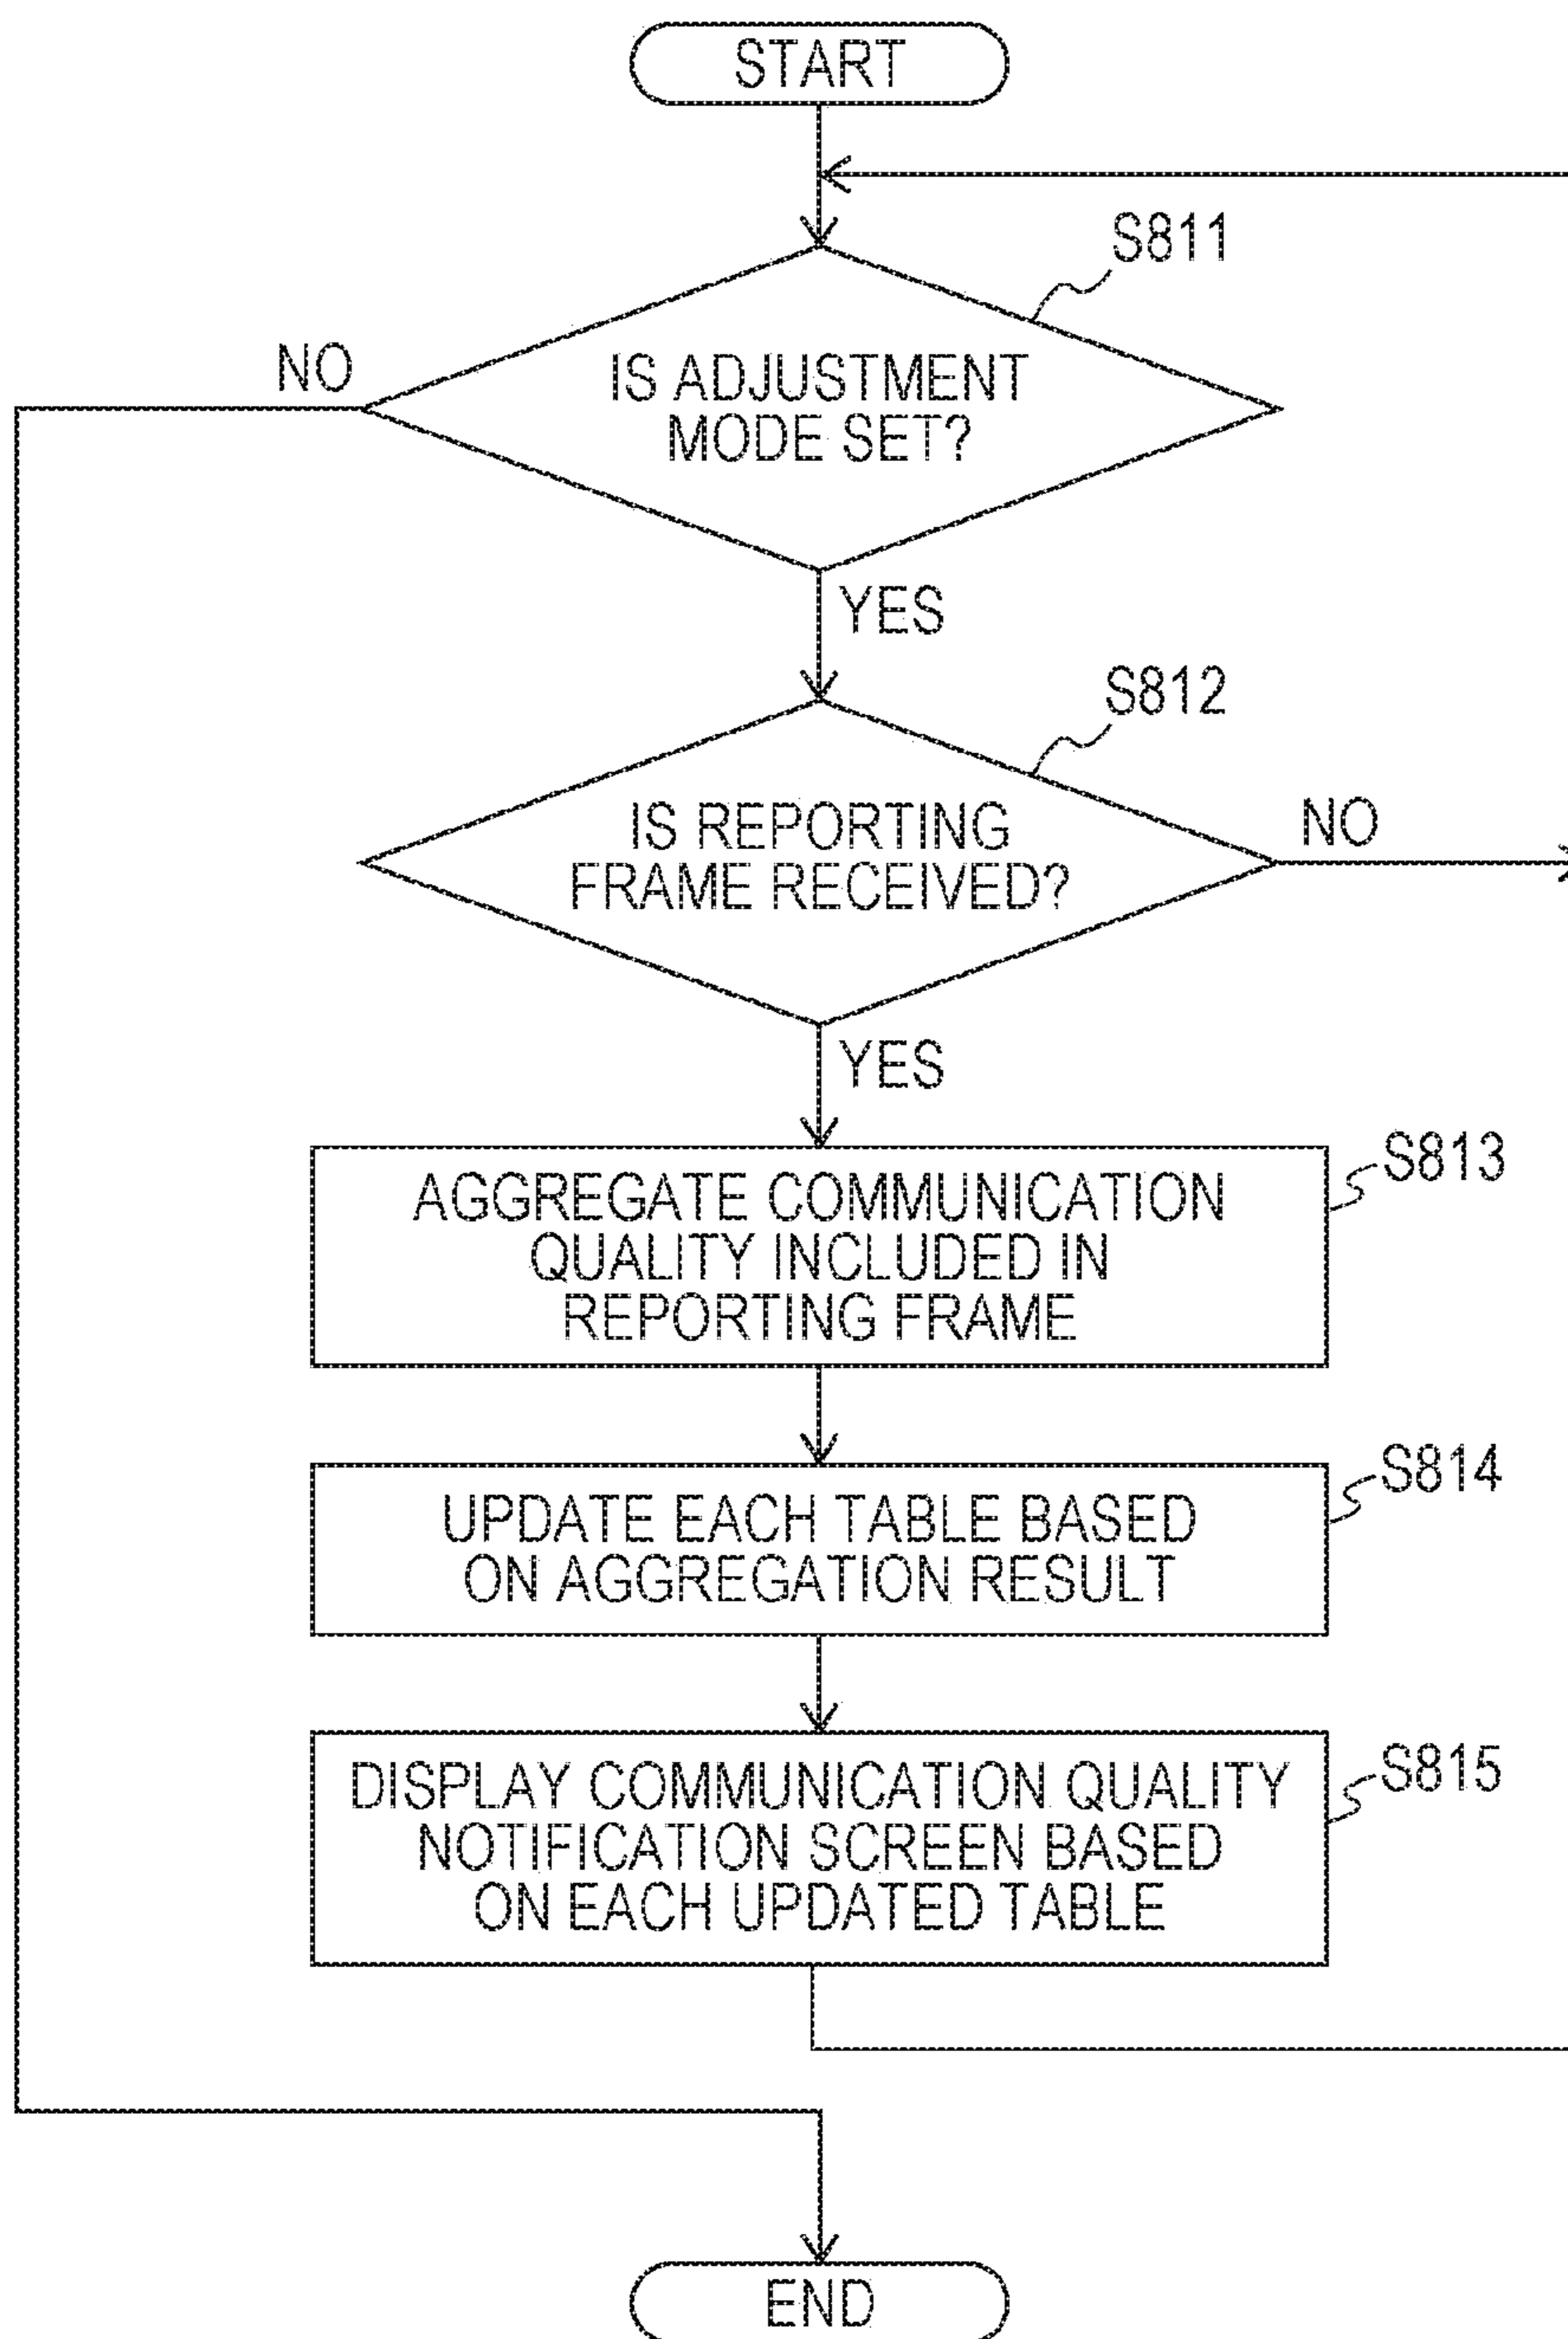 START
S811
NO
IS ADJUSTMENT
MODE SET?
YES
S812
IS REPORTING
FRAME RECEIVED?
NO
YES
S813
AGGREGATE COMMUNICATION
QUALITY INCLUDED IN
REPORTING FRAME
S814
UPDATE EACH TABLE BASED
ON AGGREGATION RESULT
S815
DISPLAY COMMUNICATION QUALITY
NOTIFICATION SCREEN BASED
ON EACH UPDATED TABLE
END